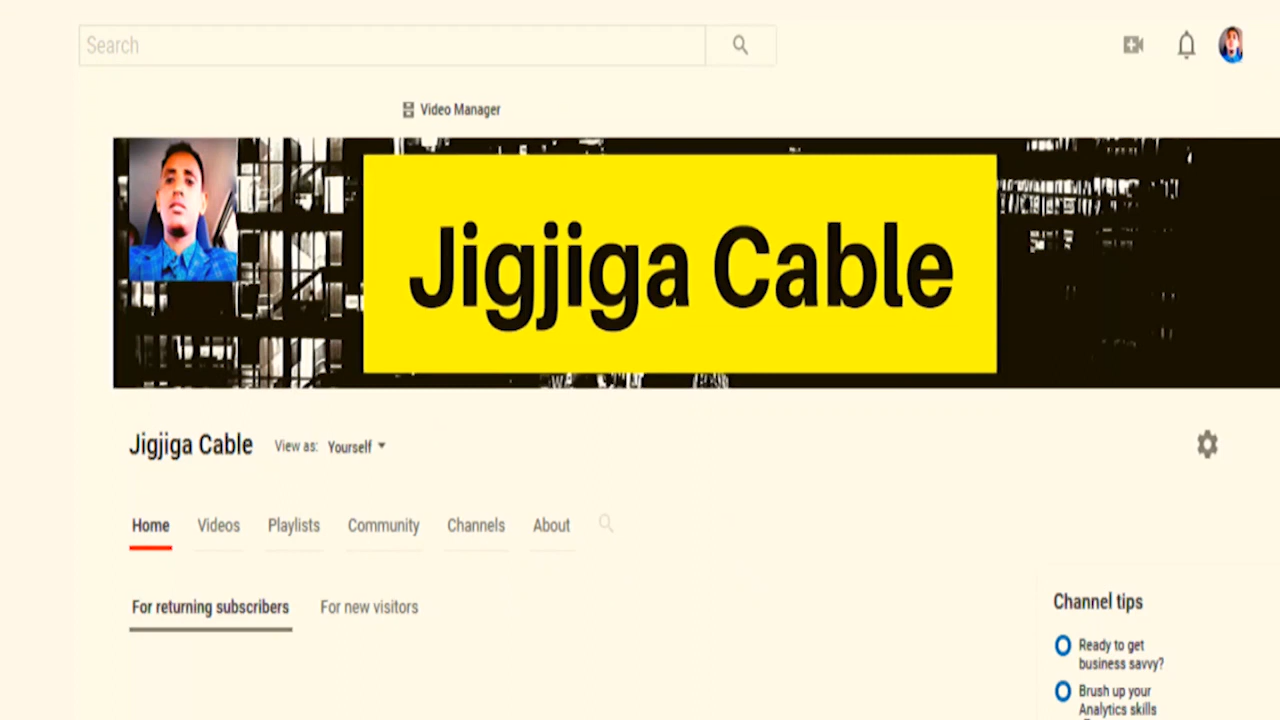 Search
Video Manager
Jigjiga Cable
Jigjiga Cable View as: Yourself
Home Videos Playlists Community Channels About
For returning subscribers For new visitors
Channel tips
Ready to get
business savvy?
Brush up your
Analytics skills